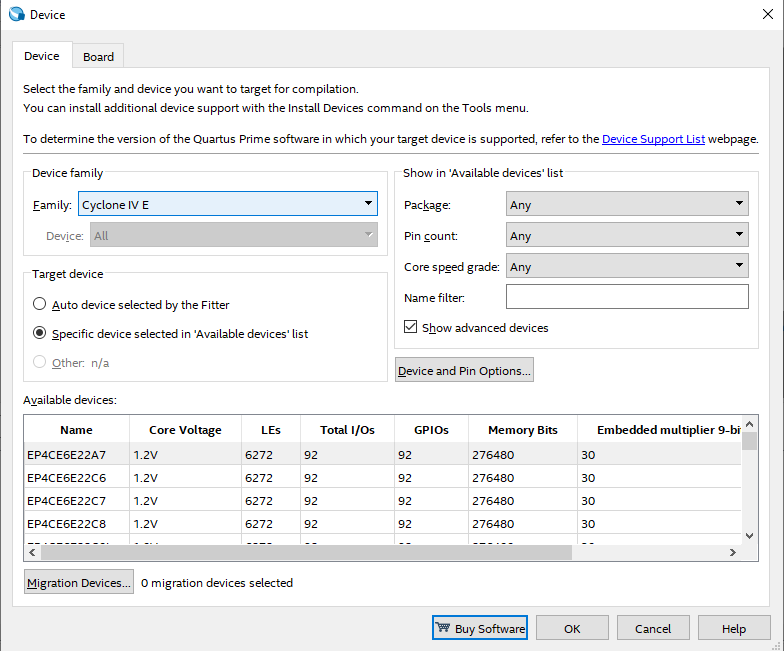 Device
Device Board
Select the family and device you want to target for compilation.
You can install additional device support with the Install Devices command on the Tools menu.
To determine the version of the Quartus Prime software in which your target device is supported, refer to the Device Support List webpage.
Device family
Family: Cyclone IV E
Device: All
Show in 'Available devices' list
Package: Any
Pin count: Any
Core speed grade: Any
Name filter:
Show advanced devices
Target device
Auto device selected by the Fitter
Specific device selected in 'Available devices' list
Other: n/a
Device and Pin Options...
Available devices:
Name Core Voltage LEs Total I/Os GPIOs Memory Bits Embedded multiplier 9-bi
EP4CE6E22A7 1.2V 6272 92 92 276480 30
EP4CE6E22C6 1.2V 6272 92 92 276480 30
EP4CE6E22C7 1.2V 6272 92 92 276480 30
EP4CE6E22C8 1.2V 6272 92 92 276480 30
Migration Devices... 0 migration devices selected
Buy Software OK Cancel Help